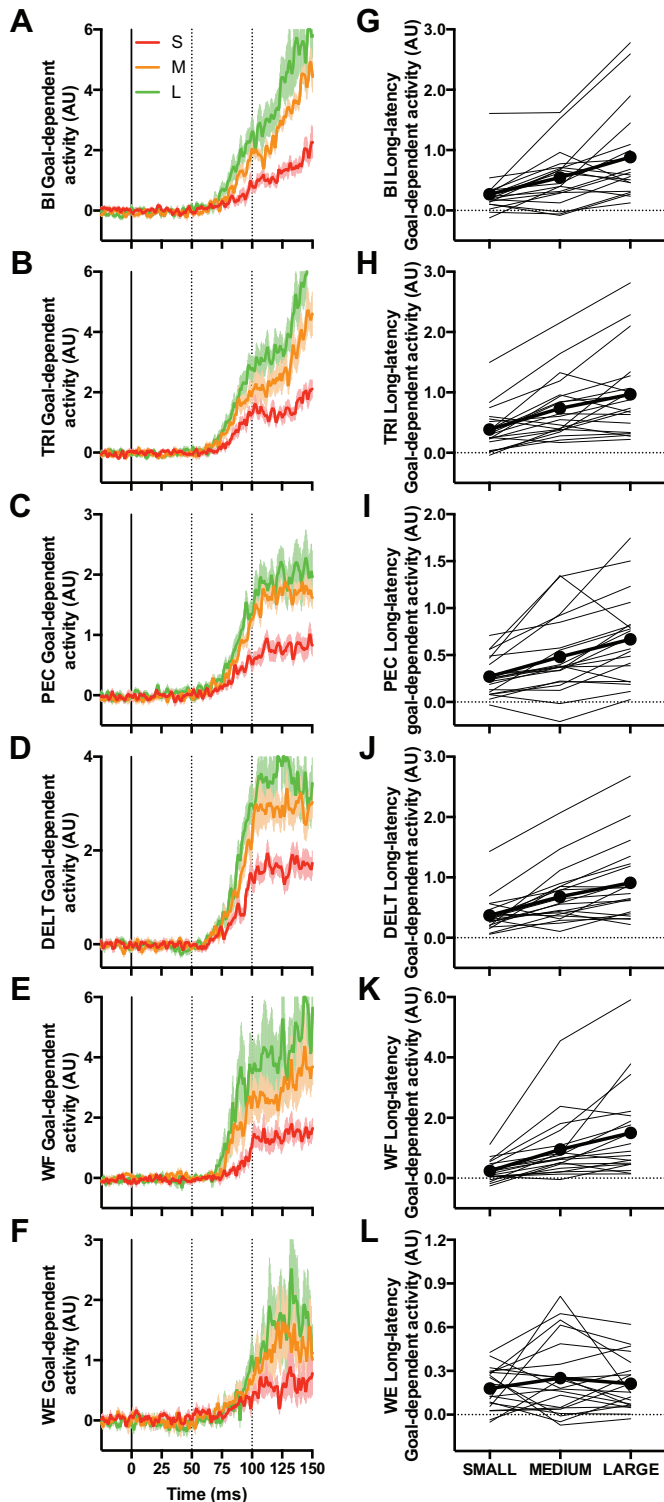 A
BI Goal-dependent
activity (AU)
6
4
2
0
S
M
L
G
BI Long-latency
Goal-dependent activity (AU)
3.0
2.0
1.0
0.0
B
TRI Goal-dependent
activity (AU)
6
4
2
0
H
TRI Long-latency
Goal-dependent activity (AU)
3.0
2.0
1.0
0.0
C
PEC Goal-dependent
activity (AU)
3
2
1
0
I
PEC Long-latency
goal-dependent activity (AU)
2.0
1.5
1.0
0.5
0.0
D
DELT Goal-dependent
activity (AU)
4
2
0
J
DELT Long-latency
Goal-dependent activity (AU)
3.0
2.0
1.0
0.0
E
WF Goal-dependent
activity (AU)
6
4
2
0
K
WF Long-latency
Goal-dependent activity (AU)
6.0
4.0
2.0
0.0
F
WE Goal-dependent
activity (AU)
3
2
1
0
0 25 50 75 100 125 150
Time (ms)
L
WE Long-latency
Goal-dependent activity (AU)
1.2
0.9
0.6
0.3
0.0
SMALL MEDIUM LARGE